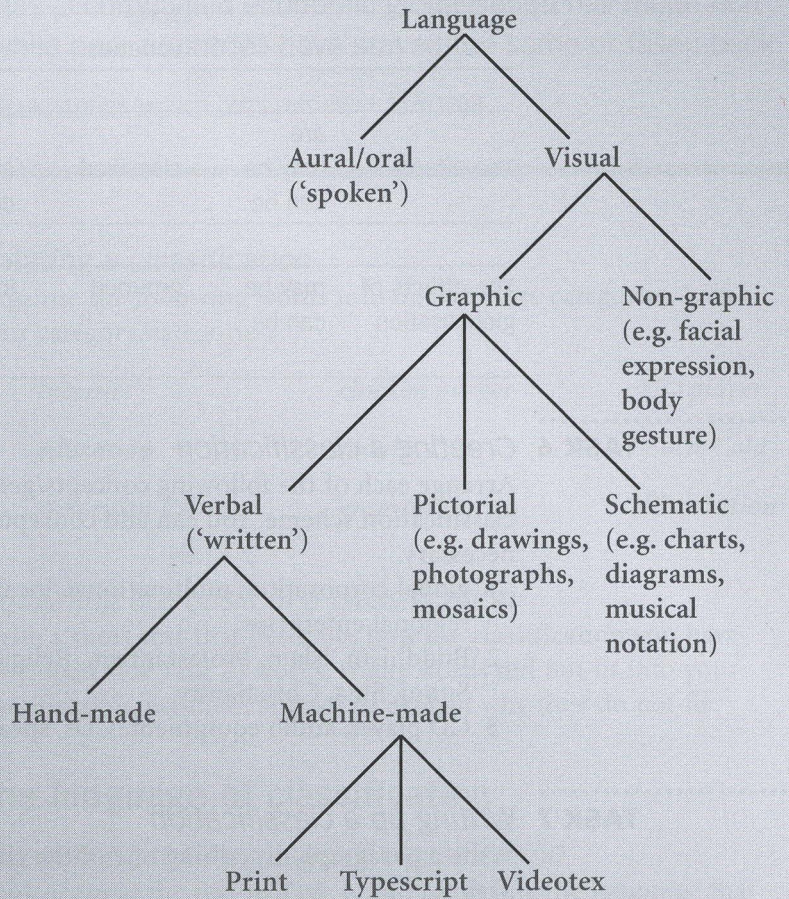 Language
Aural/oral
(‘spoken’)
Visual
Graphic
Non-graphic
(e.g. facial
expression,
body
gesture)
Verbal
(‘written’)
Pictorial
(e.g. drawings,
photographs,
mosaics)
Schematic
(e.g. charts,
diagrams,
musical
notation)
Hand-made
Machine-made
Print
Typescript
Videotex